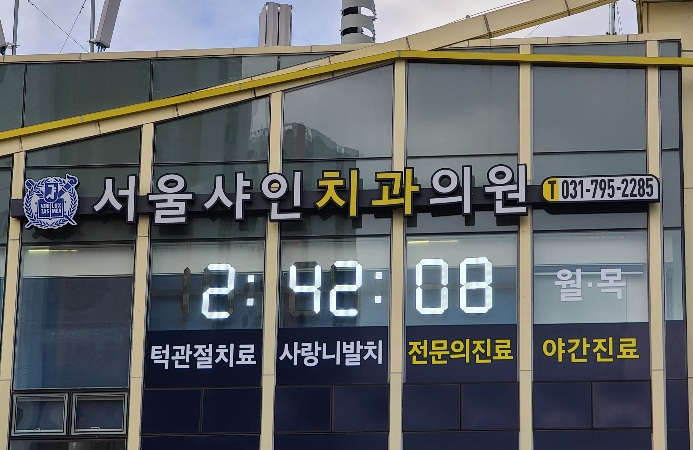 서울샤인치과의원 T 031-795-2285
2:42:08 월·목
턱관절치료 사랑니발치 전문의진료 야간진료